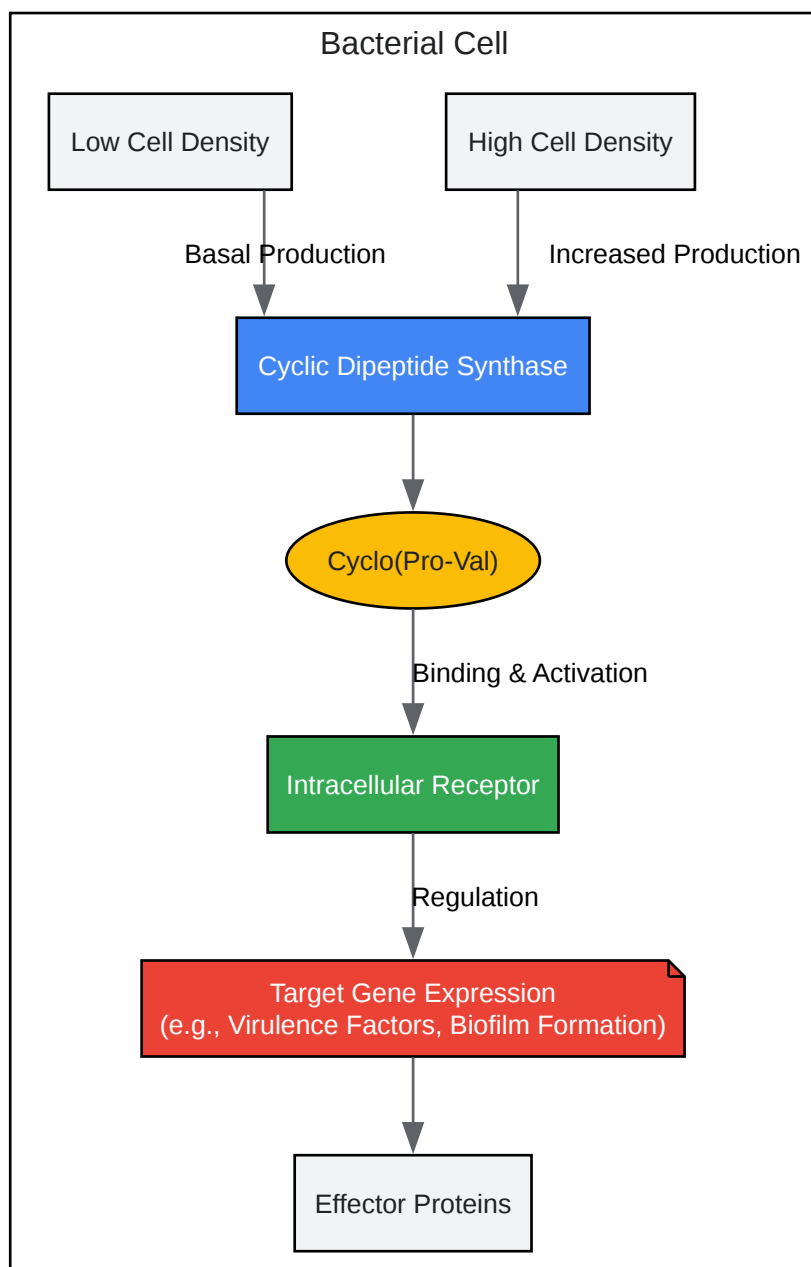 Bacterial Cell
Low Cell Density
High Cell Density
Basal Production
Increased Production
Cyclic Dipeptide Synthase
Cyclo(Pro-Val)
Binding & Activation
Intracellular Receptor
Regulation
Target Gene Expression
(e.g., Virulence Factors, Biofilm Formation)
Effector Proteins